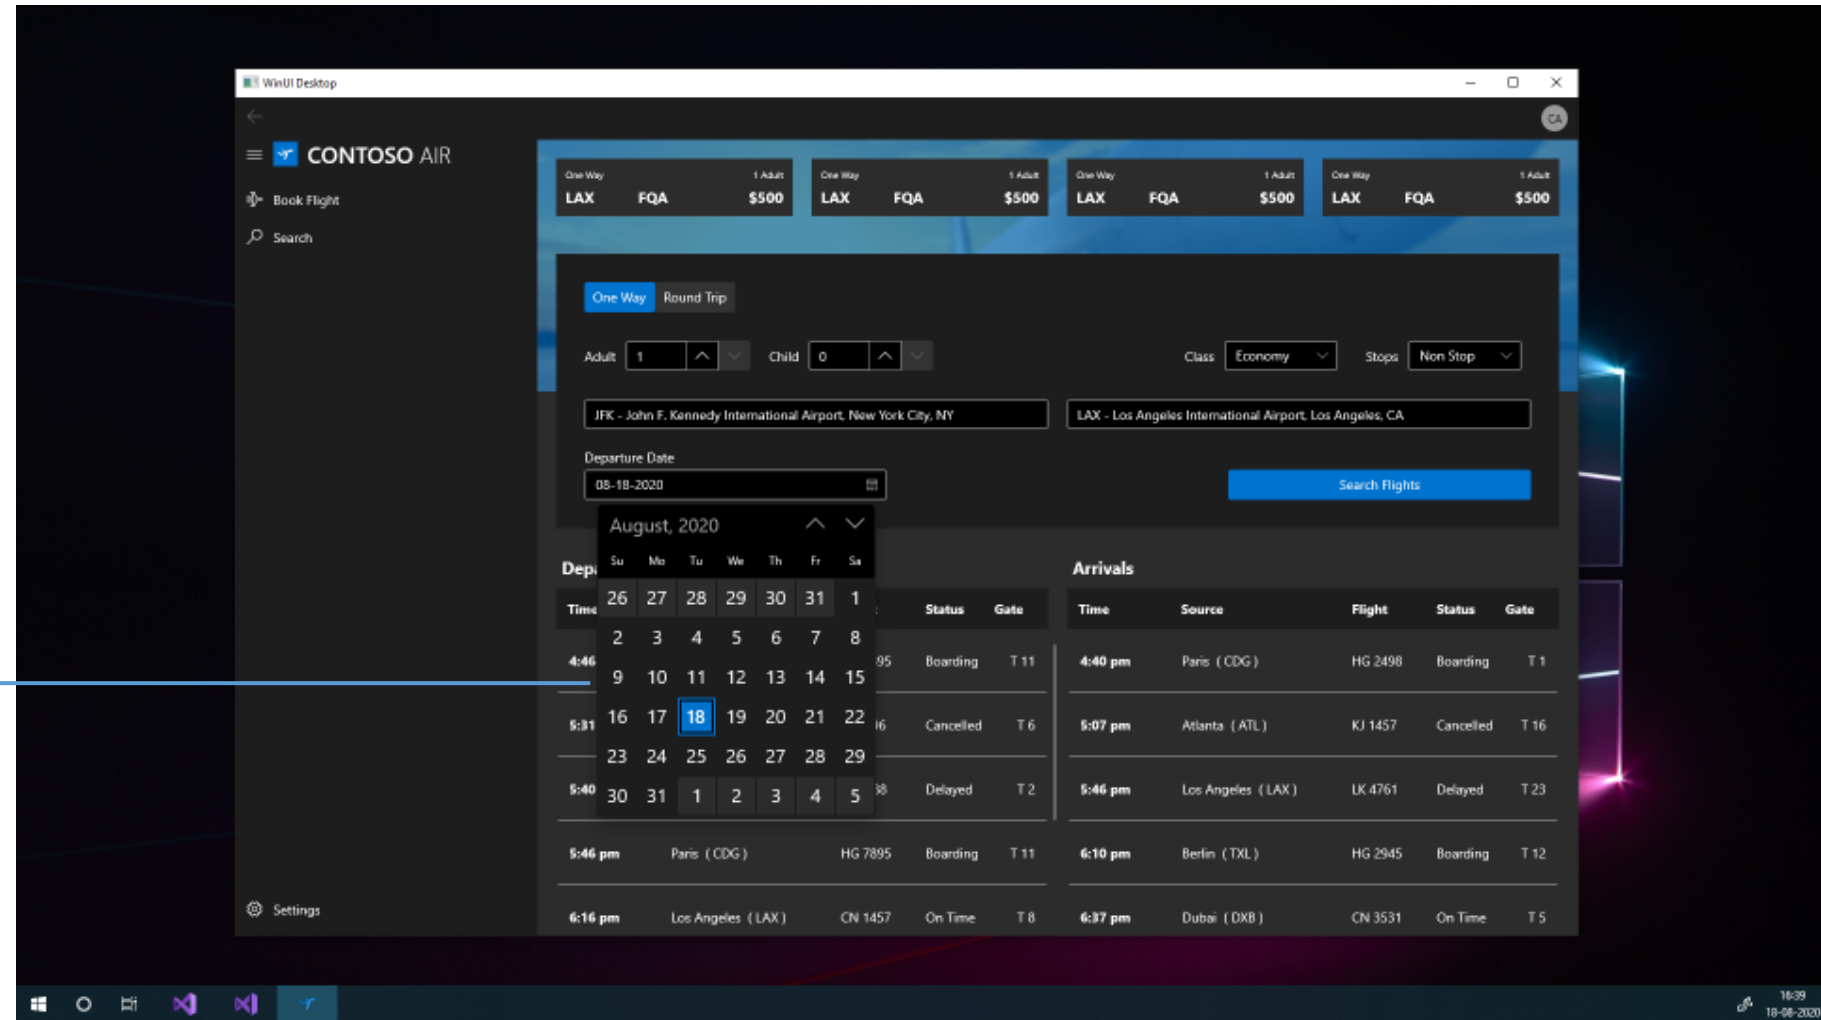 WinUI Desktop
CA
CONTOSO AIR
Book Flight
Search
One Way 1 Adult
LAX FQA $500
One Way 1 Adult
LAX FQA $500
One Way 1 Adult
LAX FQA $500
One Way 1 Adult
LAX FQA $500
One Way Round Trip
Adult 1 Child 0 Class Economy Stops Non Stop
JFK - John F. Kennedy International Airport, New York City, NY
LAX - Los Angeles International Airport, Los Angeles, CA
Departure Date
08-18-2020
Search Flights
August, 2020
Su Mo Tu We Th Fr Sa
26 27 28 29 30 31 1
2 3 4 5 6 7 8
9 10 11 12 13 14 15
16 17 18 19 20 21 22
23 24 25 26 27 28 29
30 31 1 2 3 4 5
Dep
Time Status Gate
4:46 95 Boarding T 11
5:31 Cancelled T 6
5:40 Delayed T 2
5:46 pm Paris ( CDG ) HG 7895 Boarding T 11
6:16 pm Los Angeles ( LAX ) CN 1457 On Time T 8
Arrivals
Time Source Flight Status Gate
4:40 pm Paris ( CDG ) HG 2498 Boarding T 1
5:07 pm Atlanta ( ATL ) KJ 1457 Cancelled T 16
5:46 pm Los Angeles ( LAX ) LK 4761 Delayed T 23
6:10 pm Berlin ( TXL ) HG 2945 Boarding T 12
6:37 pm Dubai ( DXB ) CN 3531 On Time T 5
Settings
16:39
18-08-2020